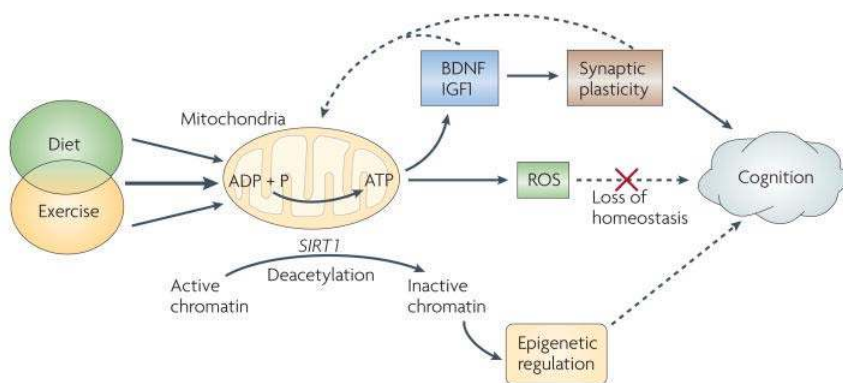 BDNF
IGF1
Synaptic
plasticity
Mitochondria
Diet
Exercise
ADP + P
ATP
ROS
Loss of
homeostasis
Cognition
SIRT1
Deacetylation
Active
chromatin
Inactive
chromatin
Epigenetic
regulation